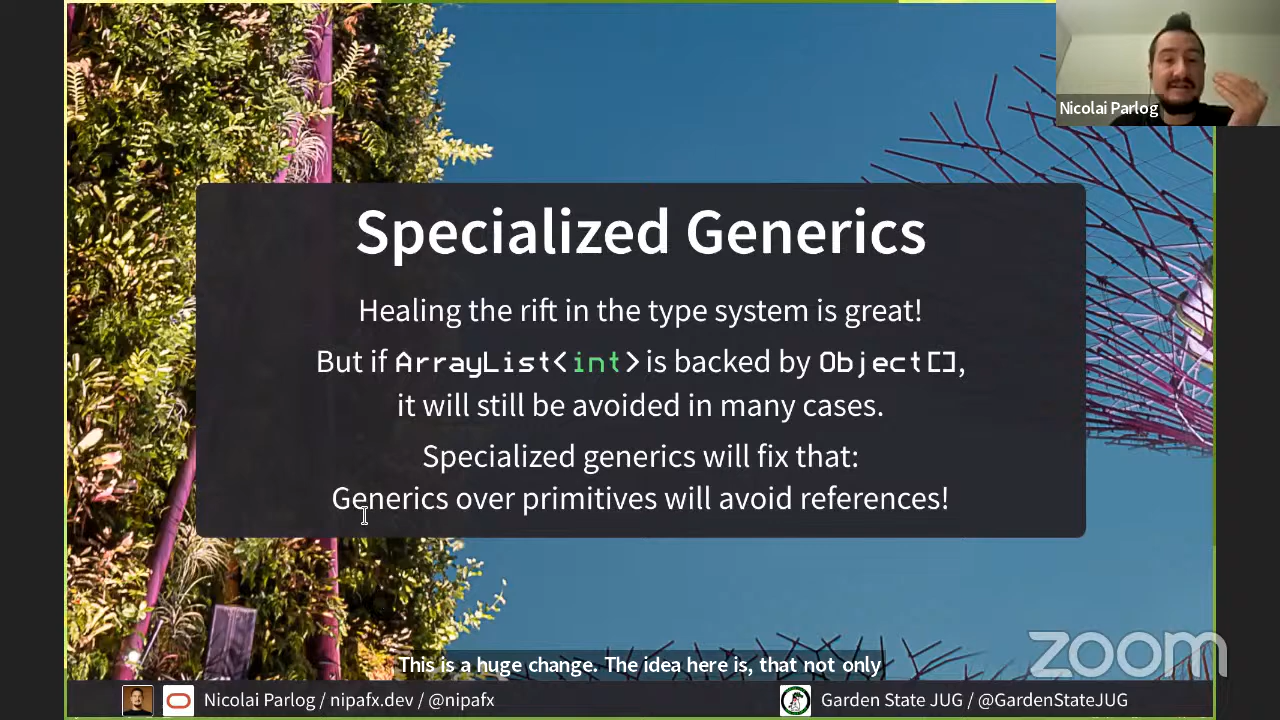 Nicolai Parlog
Specialized Generics
Healing the rift in the type system is great!
But if ArrayList<int> is backed by Object[],
it will still be avoided in many cases.
Specialized generics will fix that:
Generics over primitives will avoid references!
This is a huge change. The idea here is, that not only
zoom
Nicolai Parlog / nipafx.dev / @nipafx
Garden State JUG / @GardenStateJUG